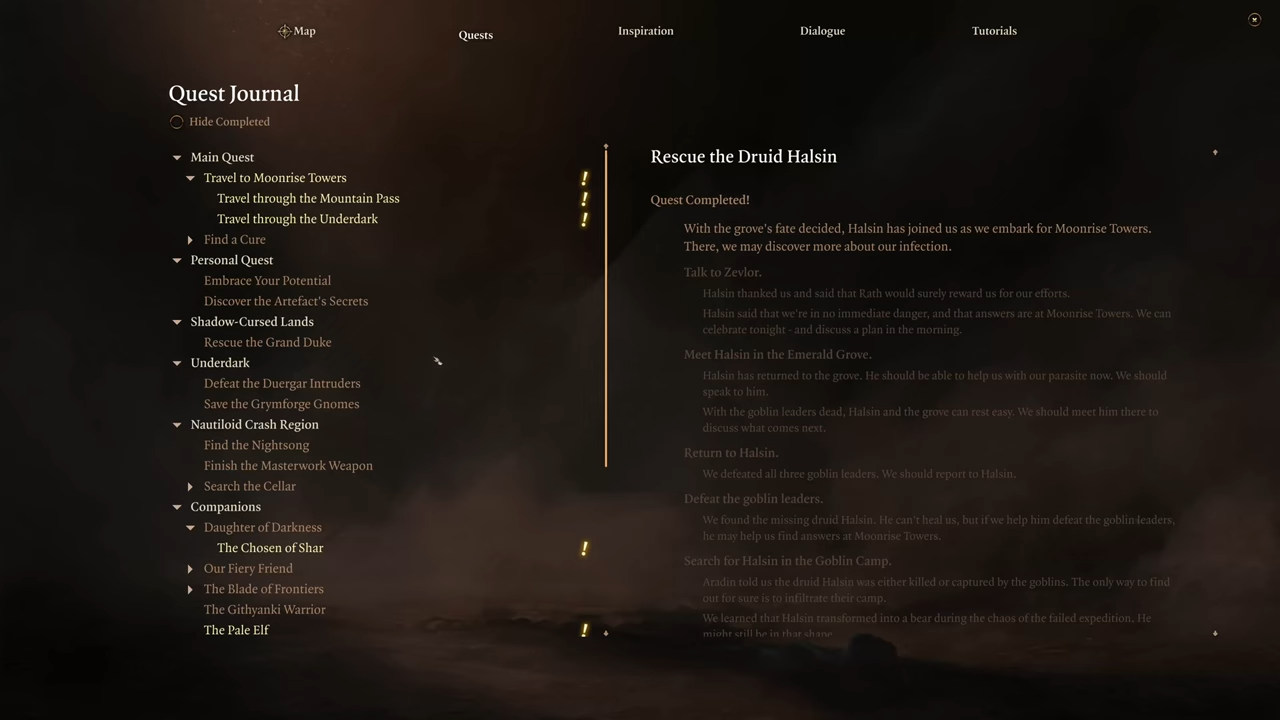 Map
Quests
Inspiration
Dialogue
Tutorials
Quest Journal
Hide Completed
Main Quest
Travel to Moonrise Towers
Travel through the Mountain Pass
Travel through the Underdark
Find a Cure
Personal Quest
Embrace Your Potential
Discover the Artefact's Secrets
Shadow-Cursed Lands
Rescue the Grand Duke
Underdark
Defeat the Duergar Intruders
Save the Grymforge Gnomes
Nautiloid Crash Region
Find the Nightsong
Finish the Masterwork Weapon
Search the Cellar
Companions
Daughter of Darkness
The Chosen of Shar
Our Fiery Friend
The Blade of Frontiers
The Githyanki Warrior
The Pale Elf
Rescue the Druid Halsin
Quest Completed!
With the grove's fate decided, Halsin has joined us as we embark for Moonrise Towers.
There, we may discover more about our infection.
Talk to Zevlor.
Halsin thanked us and said that Rath would surely reward us for our efforts.
Halsin said that we're in no immediate danger, and that answers are at Moonrise Towers. We can
celebrate tonight - and discuss a plan in the morning.
Meet Halsin in the Emerald Grove.
Halsin has returned to the grove. He should be able to help us with our parasite now. We should
speak to him.
With the goblin leaders dead, Halsin and the grove can rest easy. We should meet him there to
discuss what comes next.
Return to Halsin.
We defeated all three goblin leaders. We should report to Halsin.
Defeat the goblin leaders.
We found the missing druid Halsin. He can't heal us, but if we help him defeat the goblin leaders,
he may help us find answers at Moonrise Towers.
Search for Halsin in the Goblin Camp.
Aradin told us the druid Halsin was either killed or captured by the goblins. The only way to find
out for sure is to infiltrate their camp.
We learned that Halsin transformed into a bear during the chaos of the failed expedition. He
might still be in that shape.